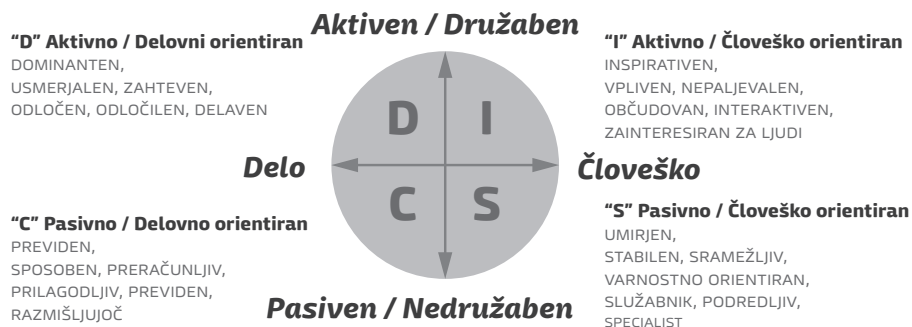 Aktiven / Družaben
“D” Aktivno / Delovni orientiran
DOMINANTEN,
USMERJALEN, ZAHTEVEN,
ODLOČEN, ODLOČILEN, DELAVEN
“I” Aktivno / Človeško orientiran
INSPIRATIVEN,
VPLIVEN, NEPALJEVALEN,
OBČUDOVAN, INTERAKTIVEN,
ZAINTERESIRAN ZA LJUDI
D I
Delo
Človeško
C S
“C” Pasivno / Delovno orientiran
PREVIDEN,
SPOSOBEN, PRERAČUNLJIV,
PRILAGODLJIV, PREVIDEN,
RAZMIŠLJUJOČ
“S” Pasivno / Človeško orientiran
UMIRJEN,
STABILEN, SRAMEŽLJIV,
VARNOSTNO ORIENTIRAN,
SLUŽABNIK, PODREDLJIV,
SPECIALIST
Pasiven / Nedružaben